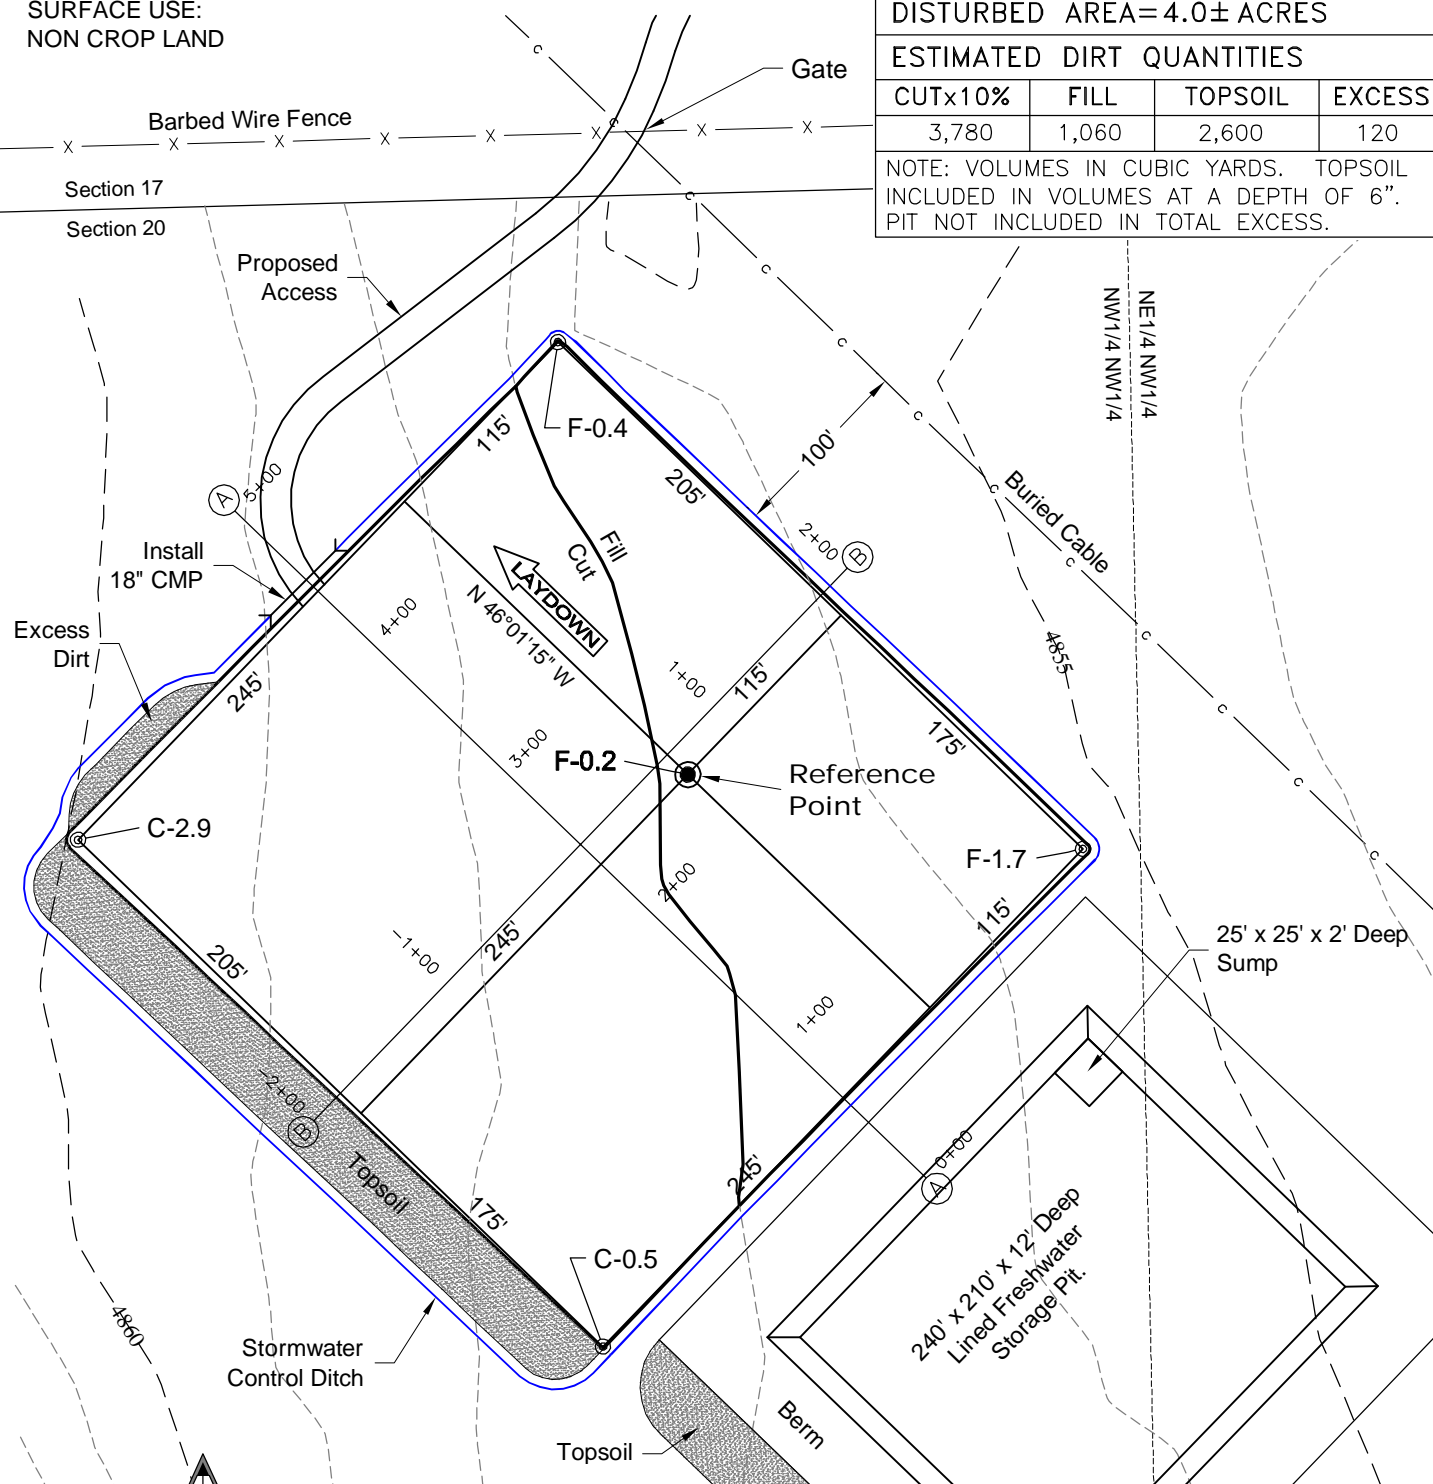 SURFACE USE:
NON CROP LAND
DISTURBED AREA=4.0± ACRES
ESTIMATED DIRT QUANTITIES
CUTx10% FILL TOPSOIL EXCESS
3,780 1,060 2,600 120
NOTE: VOLUMES IN CUBIC YARDS. TOPSOIL
INCLUDED IN VOLUMES AT A DEPTH OF 6”.
PIT NOT INCLUDED IN TOTAL EXCESS.
Gate
Barbed Wire Fence
X X X X X X X X
Section 17
Section 20
Proposed
Access
C C C C C C C C C C C C
NW1/4 NW1/4
NE1/4 NW1/4
F-0.4
115'
205'
100'
Buried Cable
A
5+00
Install
18" CMP
Excess
Dirt
Fill
Cut
LAYDOWN
N 46°01'15" W
2+00
B
4+00
1+00
115'
4855
245'
3+00
F-0.2
Reference
Point
175'
C-2.9
F-1.7
2+00
115'
25' x 25' x 2' Deep
Sump
205'
-1+00
245'
1+00
-2+00
B
Topsoil
175'
245'
0+00
A
240' x 210' x 12' Deep
Lined Freshwater
Storage Pit.
C-0.5
4860
Stormwater
Control Ditch
Topsoil
Berm